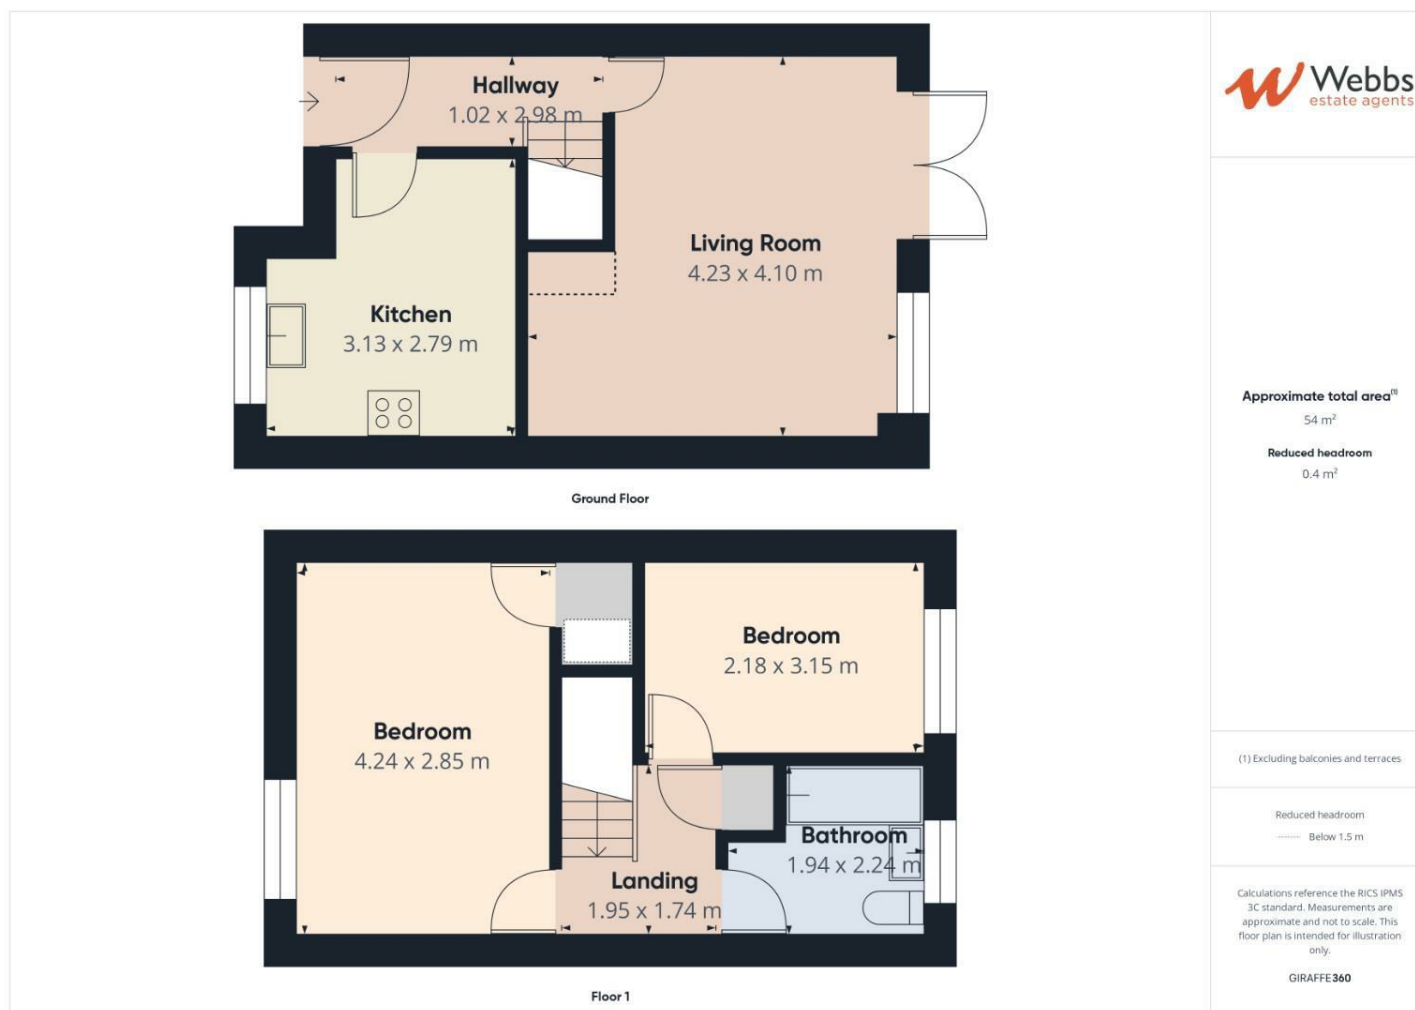 Hallway
1.02 x 2.98 m
Living Room
4.23 x 4.10 m
Kitchen
3.13 x 2.79 m
Ground Floor
Bedroom
2.18 x 3.15 m
Bedroom
4.24 x 2.85 m
Bathroom
1.94 x 2.24 m
Landing
1.95 x 1.74 m
Floor 1
Webbs
estate agents
Approximate total area(1)
54 m²
Reduced headroom
0.4 m²
(1) Excluding balconies and terraces
Reduced headroom
Below 1.5 m
Calculations reference the RICS IPMS
3C standard. Measurements are
approximate and not to scale. This
floor plan is intended for illustration
only.
GIRAFFE360